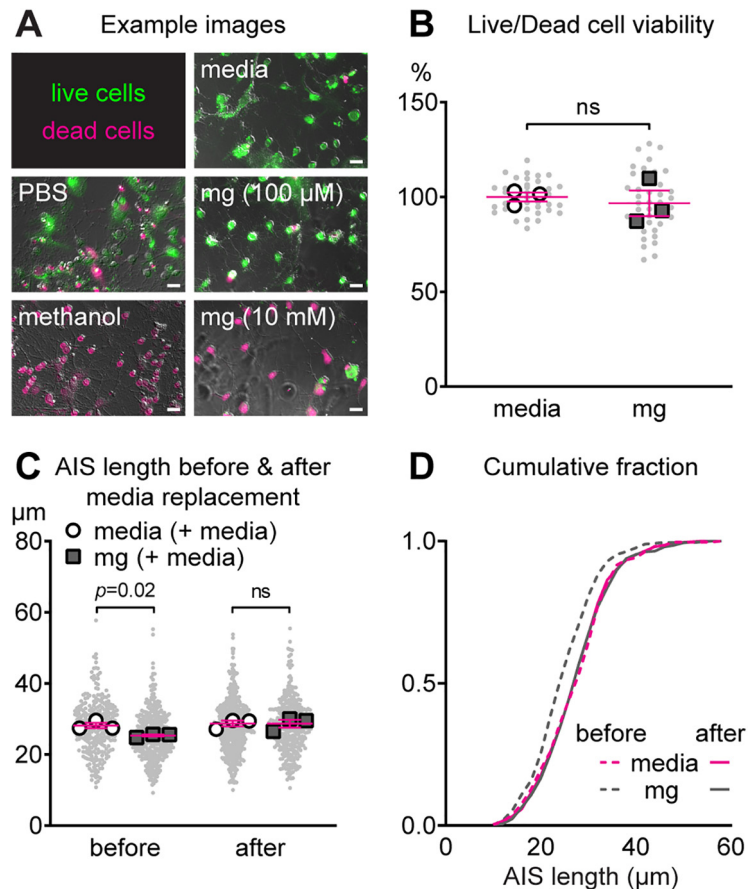 A Example images
live cells
dead cells
media
PBS
mg (100 µM)
methanol
mg (10 mM)
B Live/Dead cell viability
%
150
100
50
0
ns
media mg
C AIS length before & after
media replacement
µm
media (+ media)
mg (+ media)
80
60
40
20
0
p=0.02 ns
before after
D Cumulative fraction
1.0
0.5
0.0
before after
media
mg
0 20 40 60
AIS length (µm)